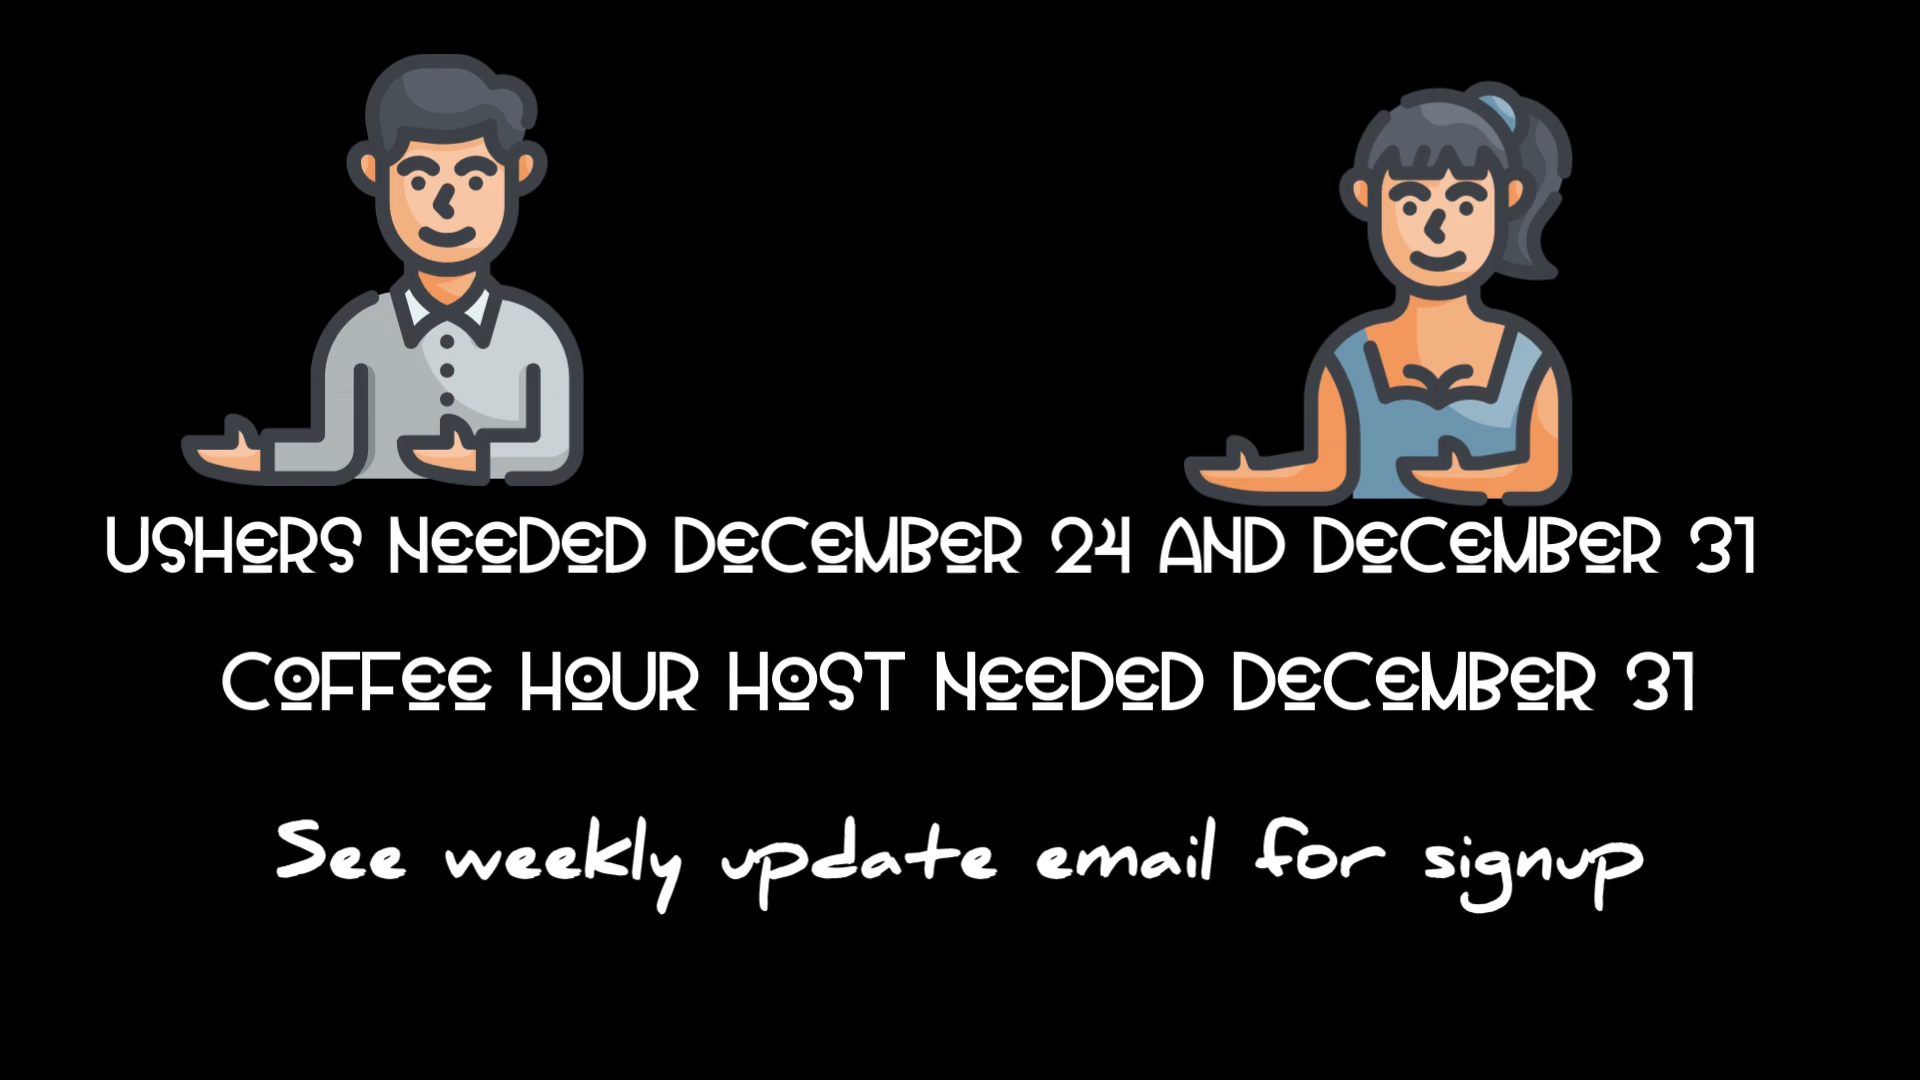 USHERS NEEDED DECEMBER 24 AND DECEMBER 31
COFFEE HOUR HOST NEEDED DECEMBER 31
See weekly update email for signup